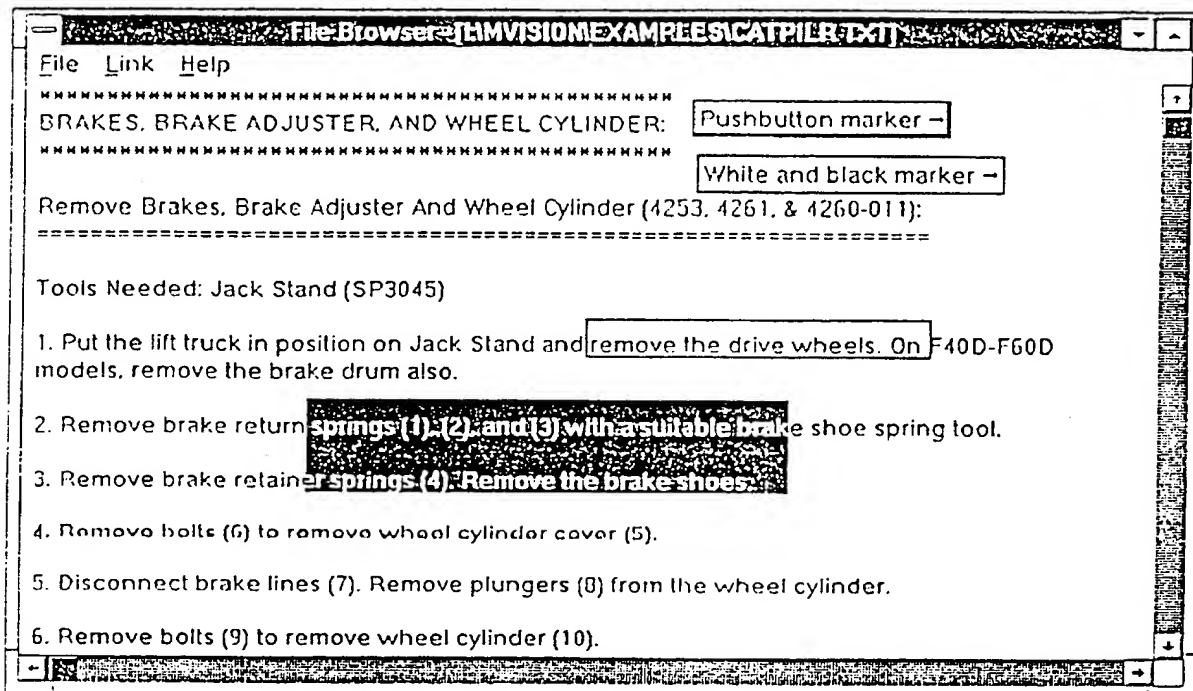 File Browser - [E\MVISION\EXAMPLES\CATPILR.TXT]
File Link Help
BRAKES, BRAKE ADJUSTER, AND WHEEL CYLINDER:
Pushbutton marker →
White and black marker →
Remove Brakes, Brake Adjuster And Wheel Cylinder (4253, 4261, & 4260-011):
Tools Needed: Jack Stand (SP3045)
1. Put the lift truck in position on Jack Stand and remove the drive wheels. On F40D-F60D
models, remove the brake drum also.
2. Remove brake return springs (1), (2), and (3) with a suitable brake shoe spring tool.
3. Remove brake retainer springs (4). Remove the brake shoes.
4. Remove bolts (6) to remove wheel cylinder cover (5).
5. Disconnect brake lines (7). Remove plungers (8) from the wheel cylinder.
6. Remove bolts (9) to remove wheel cylinder (10).